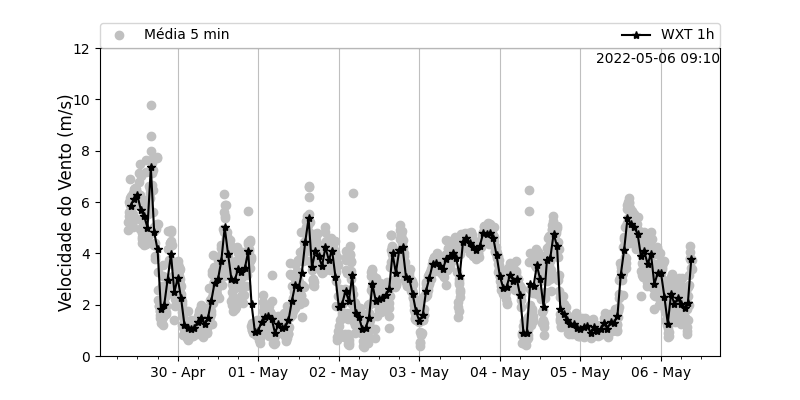 Média 5 min
WXT 1h
2022-05-06 09:10
Velocidade do Vento (m/s)
12
10
8
6
4
2
0
30 - Apr
01 - May
02 - May
03 - May
04 - May
05 - May
06 - May